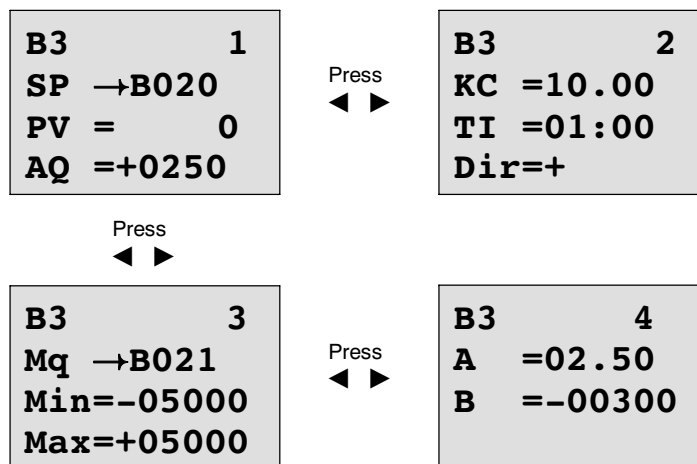 B3 1
SP →B020
PV = 0
AQ =+0250
Press
◄ ►
B3 2
KC =10.00
TI =01:00
Dir=+
Press
◄ ►
B3 3
Mq →B021
Min=-05000
Max=+05000
Press
◄ ►
B3 4
A =02.50
B =-00300